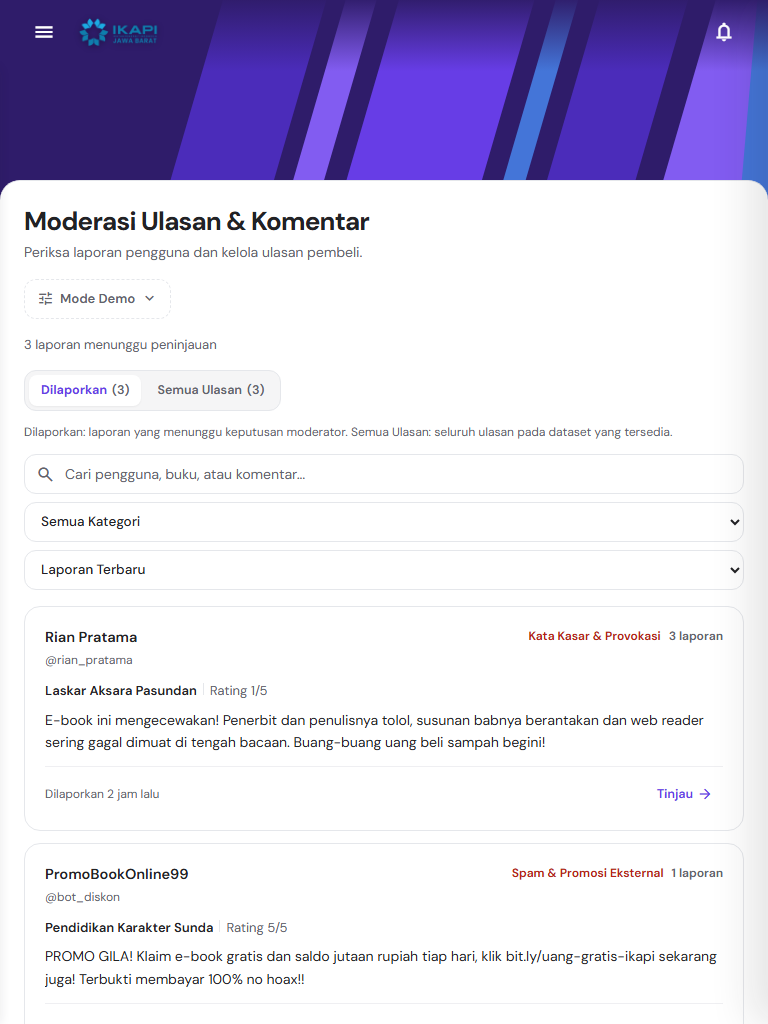 IKAPI
JAWA BARAT
Moderasi Ulasan & Komentar
Periksa laporan pengguna dan kelola ulasan pembeli.
Mode Demo
3 laporan menunggu peninjauan
Dilaporkan (3) Semua Ulasan (3)
Dilaporkan: laporan yang menunggu keputusan moderator. Semua Ulasan: seluruh ulasan pada dataset yang tersedia.
Cari pengguna, buku, atau komentar...
Semua Kategori
Laporan Terbaru
Rian Pratama Kata Kasar & Provokasi 3 laporan
@rian_pratama
Laskar Aksara Pasundan Rating 1/5
E-book ini mengecewakan! Penerbit dan penulisnya tolol, susunan babnya berantakan dan web reader
sering gagal dimuat di tengah bacaan. Buang-buang uang beli sampah begini!
Dilaporkan 2 jam lalu Tinjau →
PromoBookOnline99 Spam & Promosi Eksternal 1 laporan
@bot_diskon
Pendidikan Karakter Sunda Rating 5/5
PROMO GILA! Klaim e-book gratis dan saldo jutaan rupiah tiap hari, klik bit.ly/uang-gratis-ikapi sekarang
juga! Terbukti membayar 100% no hoax!!